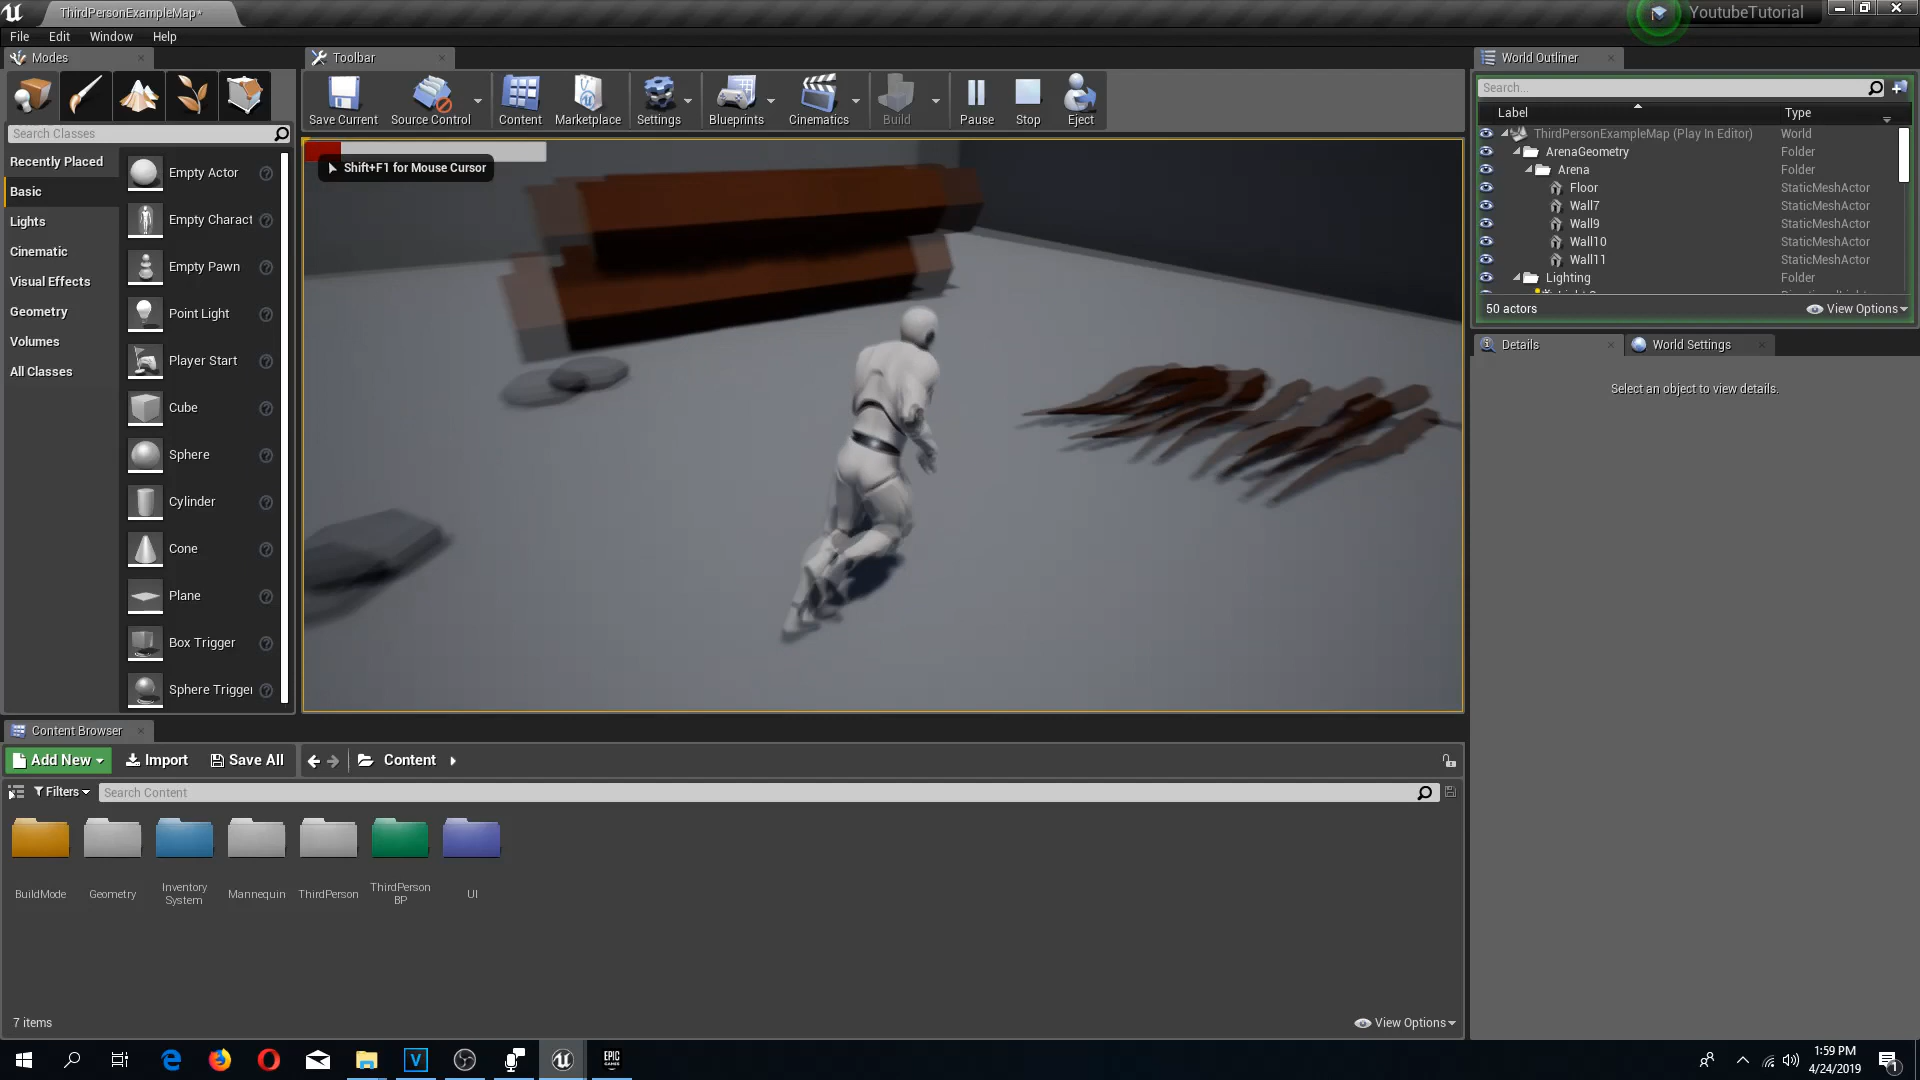 ThirdPersonExampleMap*
YoutubeTutorial
File Edit Window Help
Modes
Toolbar
World Outliner
Search Classes
Recently Placed
Basic
Lights
Cinematic
Visual Effects
Geometry
Volumes
All Classes
Empty Actor
Empty Charact
Empty Pawn
Point Light
Player Start
Cube
Sphere
Cylinder
Cone
Plane
Box Trigger
Sphere Trigger
Save Current
Source Control
Content
Marketplace
Settings
Blueprints
Cinematics
Build
Pause
Stop
Eject
Shift+F1 for Mouse Cursor
Search...
Label Type
ThirdPersonExampleMap (Play In Editor) World
ArenaGeometry Folder
Arena Folder
Floor StaticMeshActor
Wall7 StaticMeshActor
Wall9 StaticMeshActor
Wall10 StaticMeshActor
Wall11 StaticMeshActor
Lighting Folder
50 actors
View Options
Details
World Settings
Select an object to view details.
Content Browser
Add New Import Save All Content
Filters
Search Content
BuildMode
Geometry
Inventory
System
Mannequin
ThirdPerson
ThirdPerson
BP
UI
7 items
View Options
EPIC
GAMES
1:59 PM
4/24/2019
1